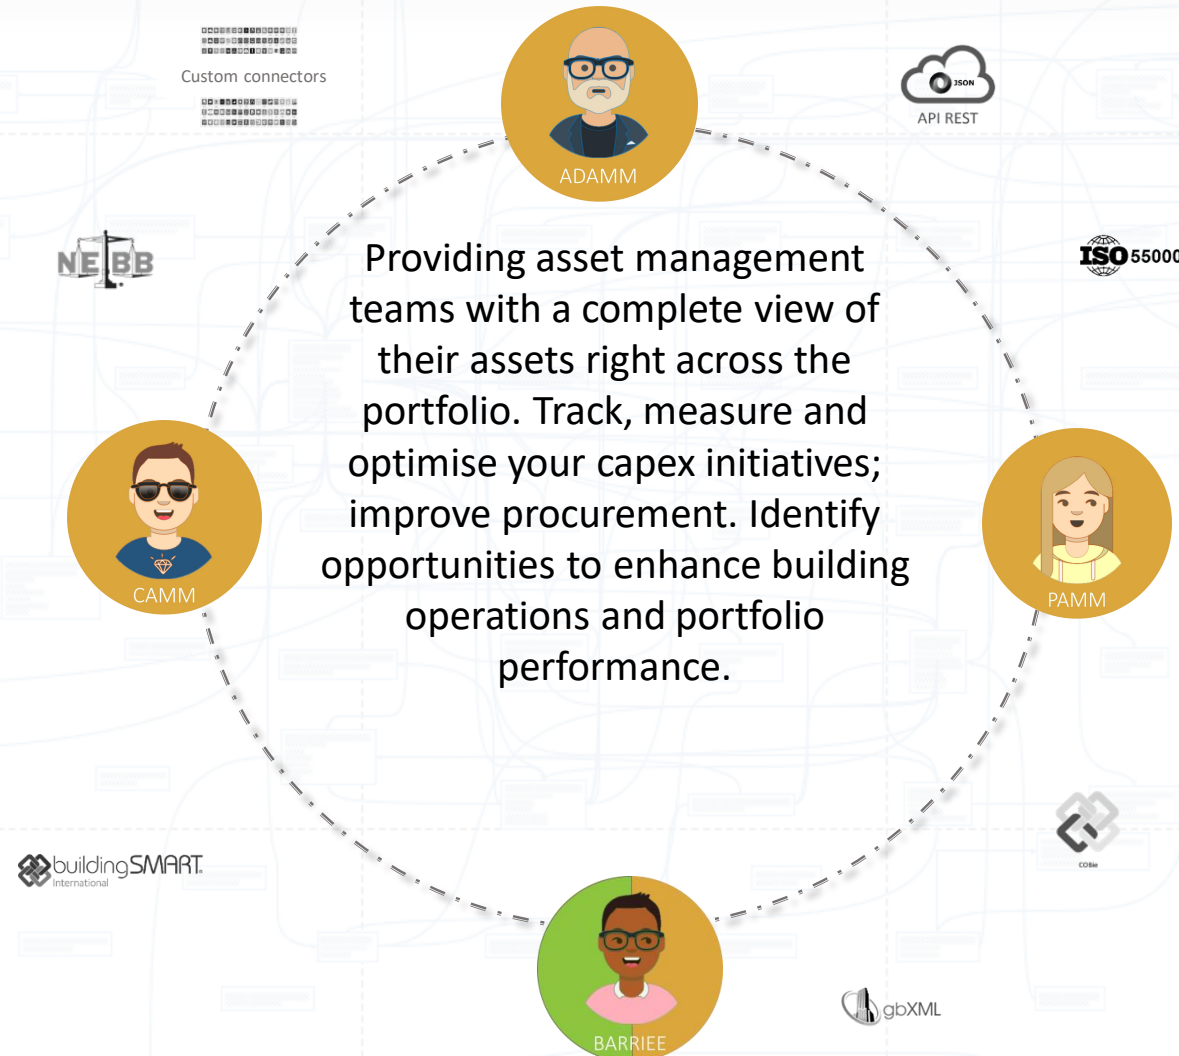 Custom connectors
JSON
API REST
ADAMM
NEBB
ISO 55000
Providing asset management
teams with a complete view of
their assets right across the
portfolio. Track, measure and
optimise your capex initiatives;
improve procurement. Identify
opportunities to enhance building
operations and portfolio
performance.
CAMM
PAMM
COBie
buildingSMART.
International
gbXML
BARRIEE